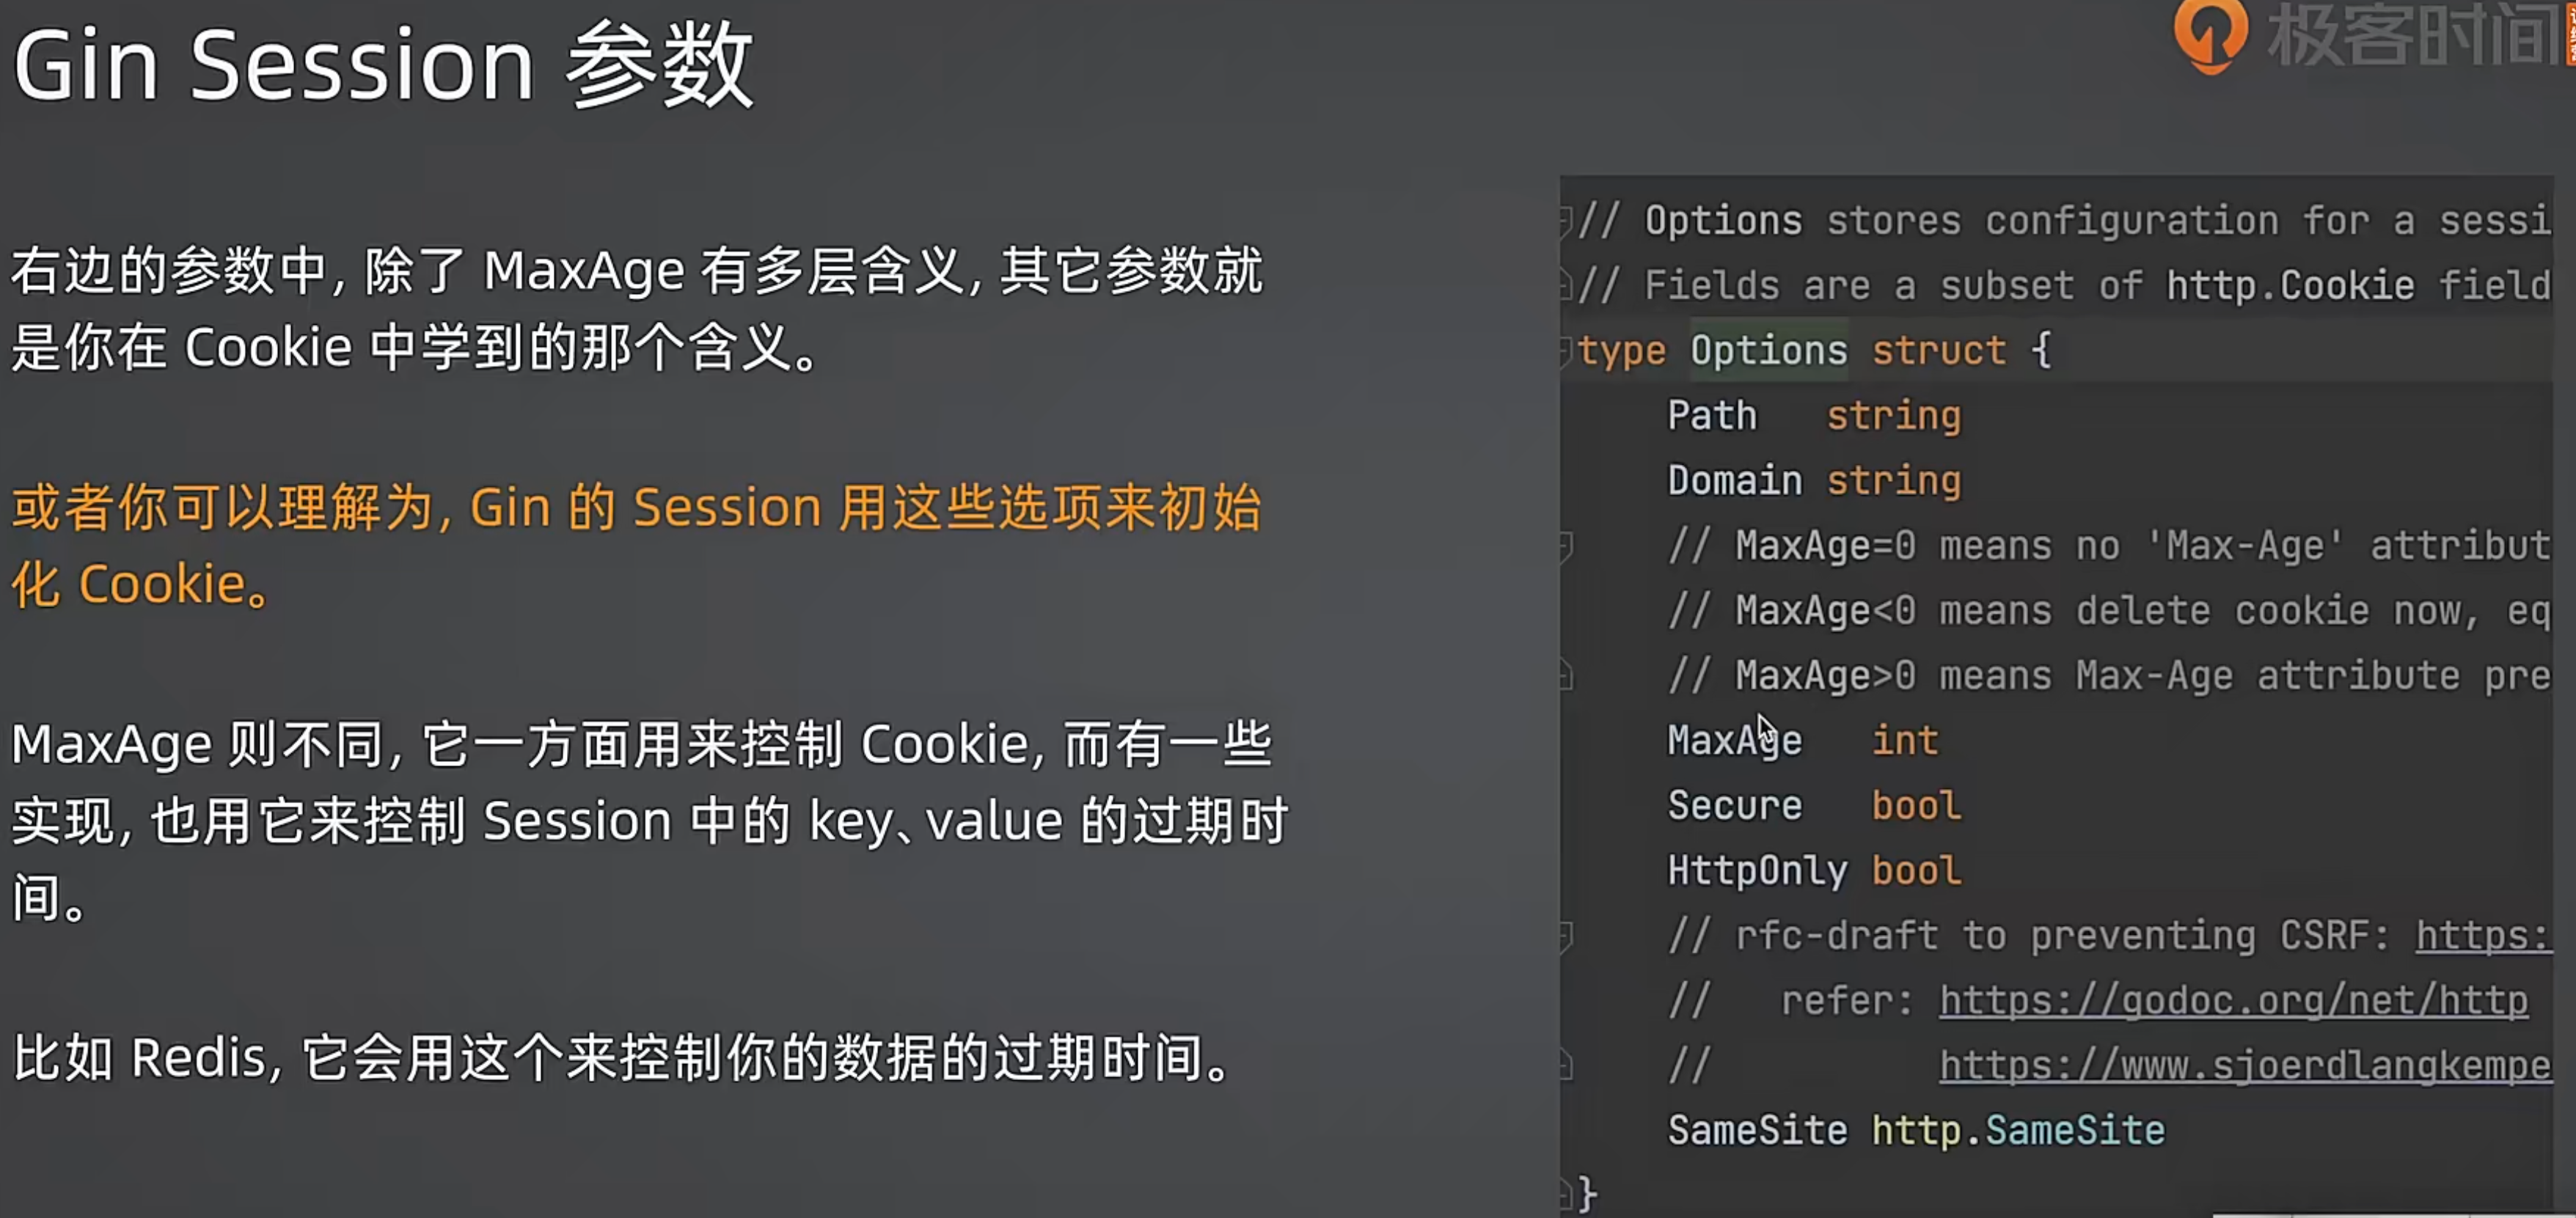 Gin Session 参数
极客时间
右边的参数中, 除了 MaxAge 有多层含义, 其它参数就
是你在 Cookie 中学到的那个含义。
或者你可以理解为, Gin 的 Session 用这些选项来初始
化 Cookie。
MaxAge 则不同, 它一方面用来控制 Cookie, 而有一些
实现, 也用它来控制 Session 中的 key、value 的过期时
间。
比如 Redis, 它会用这个来控制你的数据的过期时间。
// Options stores configuration for a sessi
// Fields are a subset of http.Cookie field
type Options struct {
Path string
Domain string
// MaxAge=0 means no 'Max-Age' attribut
// MaxAge<0 means delete cookie now, eq
// MaxAge>0 means Max-Age attribute pre
MaxAge int
Secure bool
HttpOnly bool
// rfc-draft to preventing CSRF: https:
// refer: https://godoc.org/net/http
// https://www.sjoerdlangkempe
SameSite http.SameSite
}